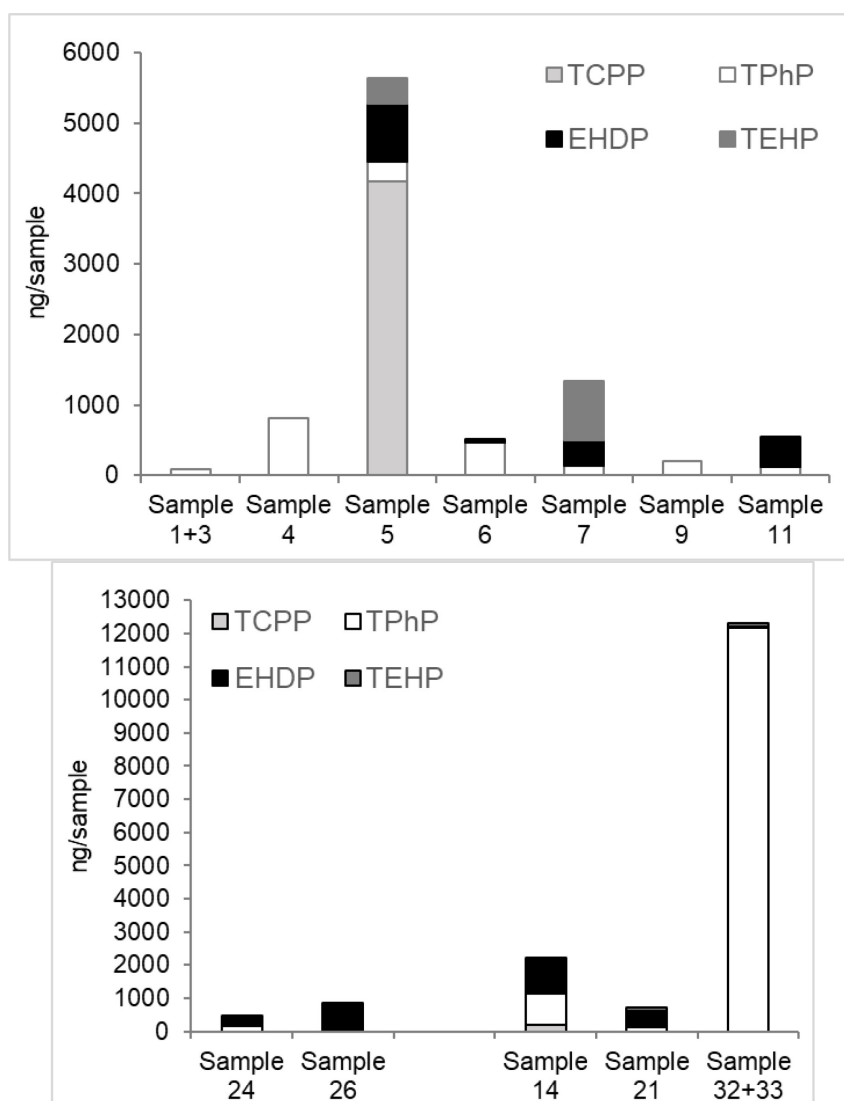 6000
5000
4000
3000
2000
1000
0
ng/sample
TCPP TPhP
EHDP TEHP
Sample Sample Sample Sample Sample Sample Sample
1+3 4 5 6 7 9 11
13000
12000
11000
10000
9000
8000
7000
6000
5000
4000
3000
2000
1000
0
ng/sample
TCPP TPhP
EHDP TEHP
Sample Sample Sample Sample Sample
24 26 14 21 32+33